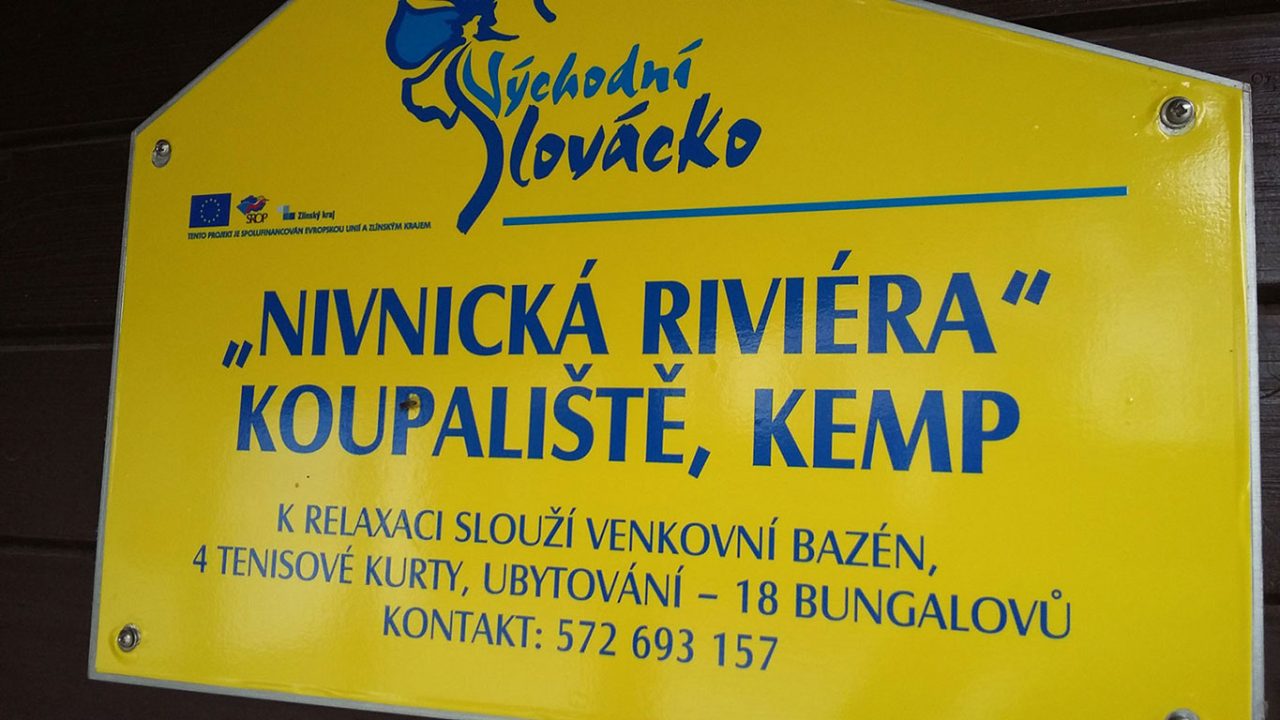 Východní
Slovácko
SROP
Zlínský kraj
TENTO PROJEKT JE SPOLUFINANCOVÁN EVROPSKOU UNIÍ A ZLÍNSKÝM KRAJEM
„NIVNICKÁ RIVIÉRA“
KOUPALIŠTĚ, KEMP
K RELAXACI SLOUŽÍ VENKOVNÍ BAZÉN,
4 TENISOVÉ KURTY, UBYTOVÁNÍ – 18 BUNGALOVŮ
KONTAKT: 572 693 157